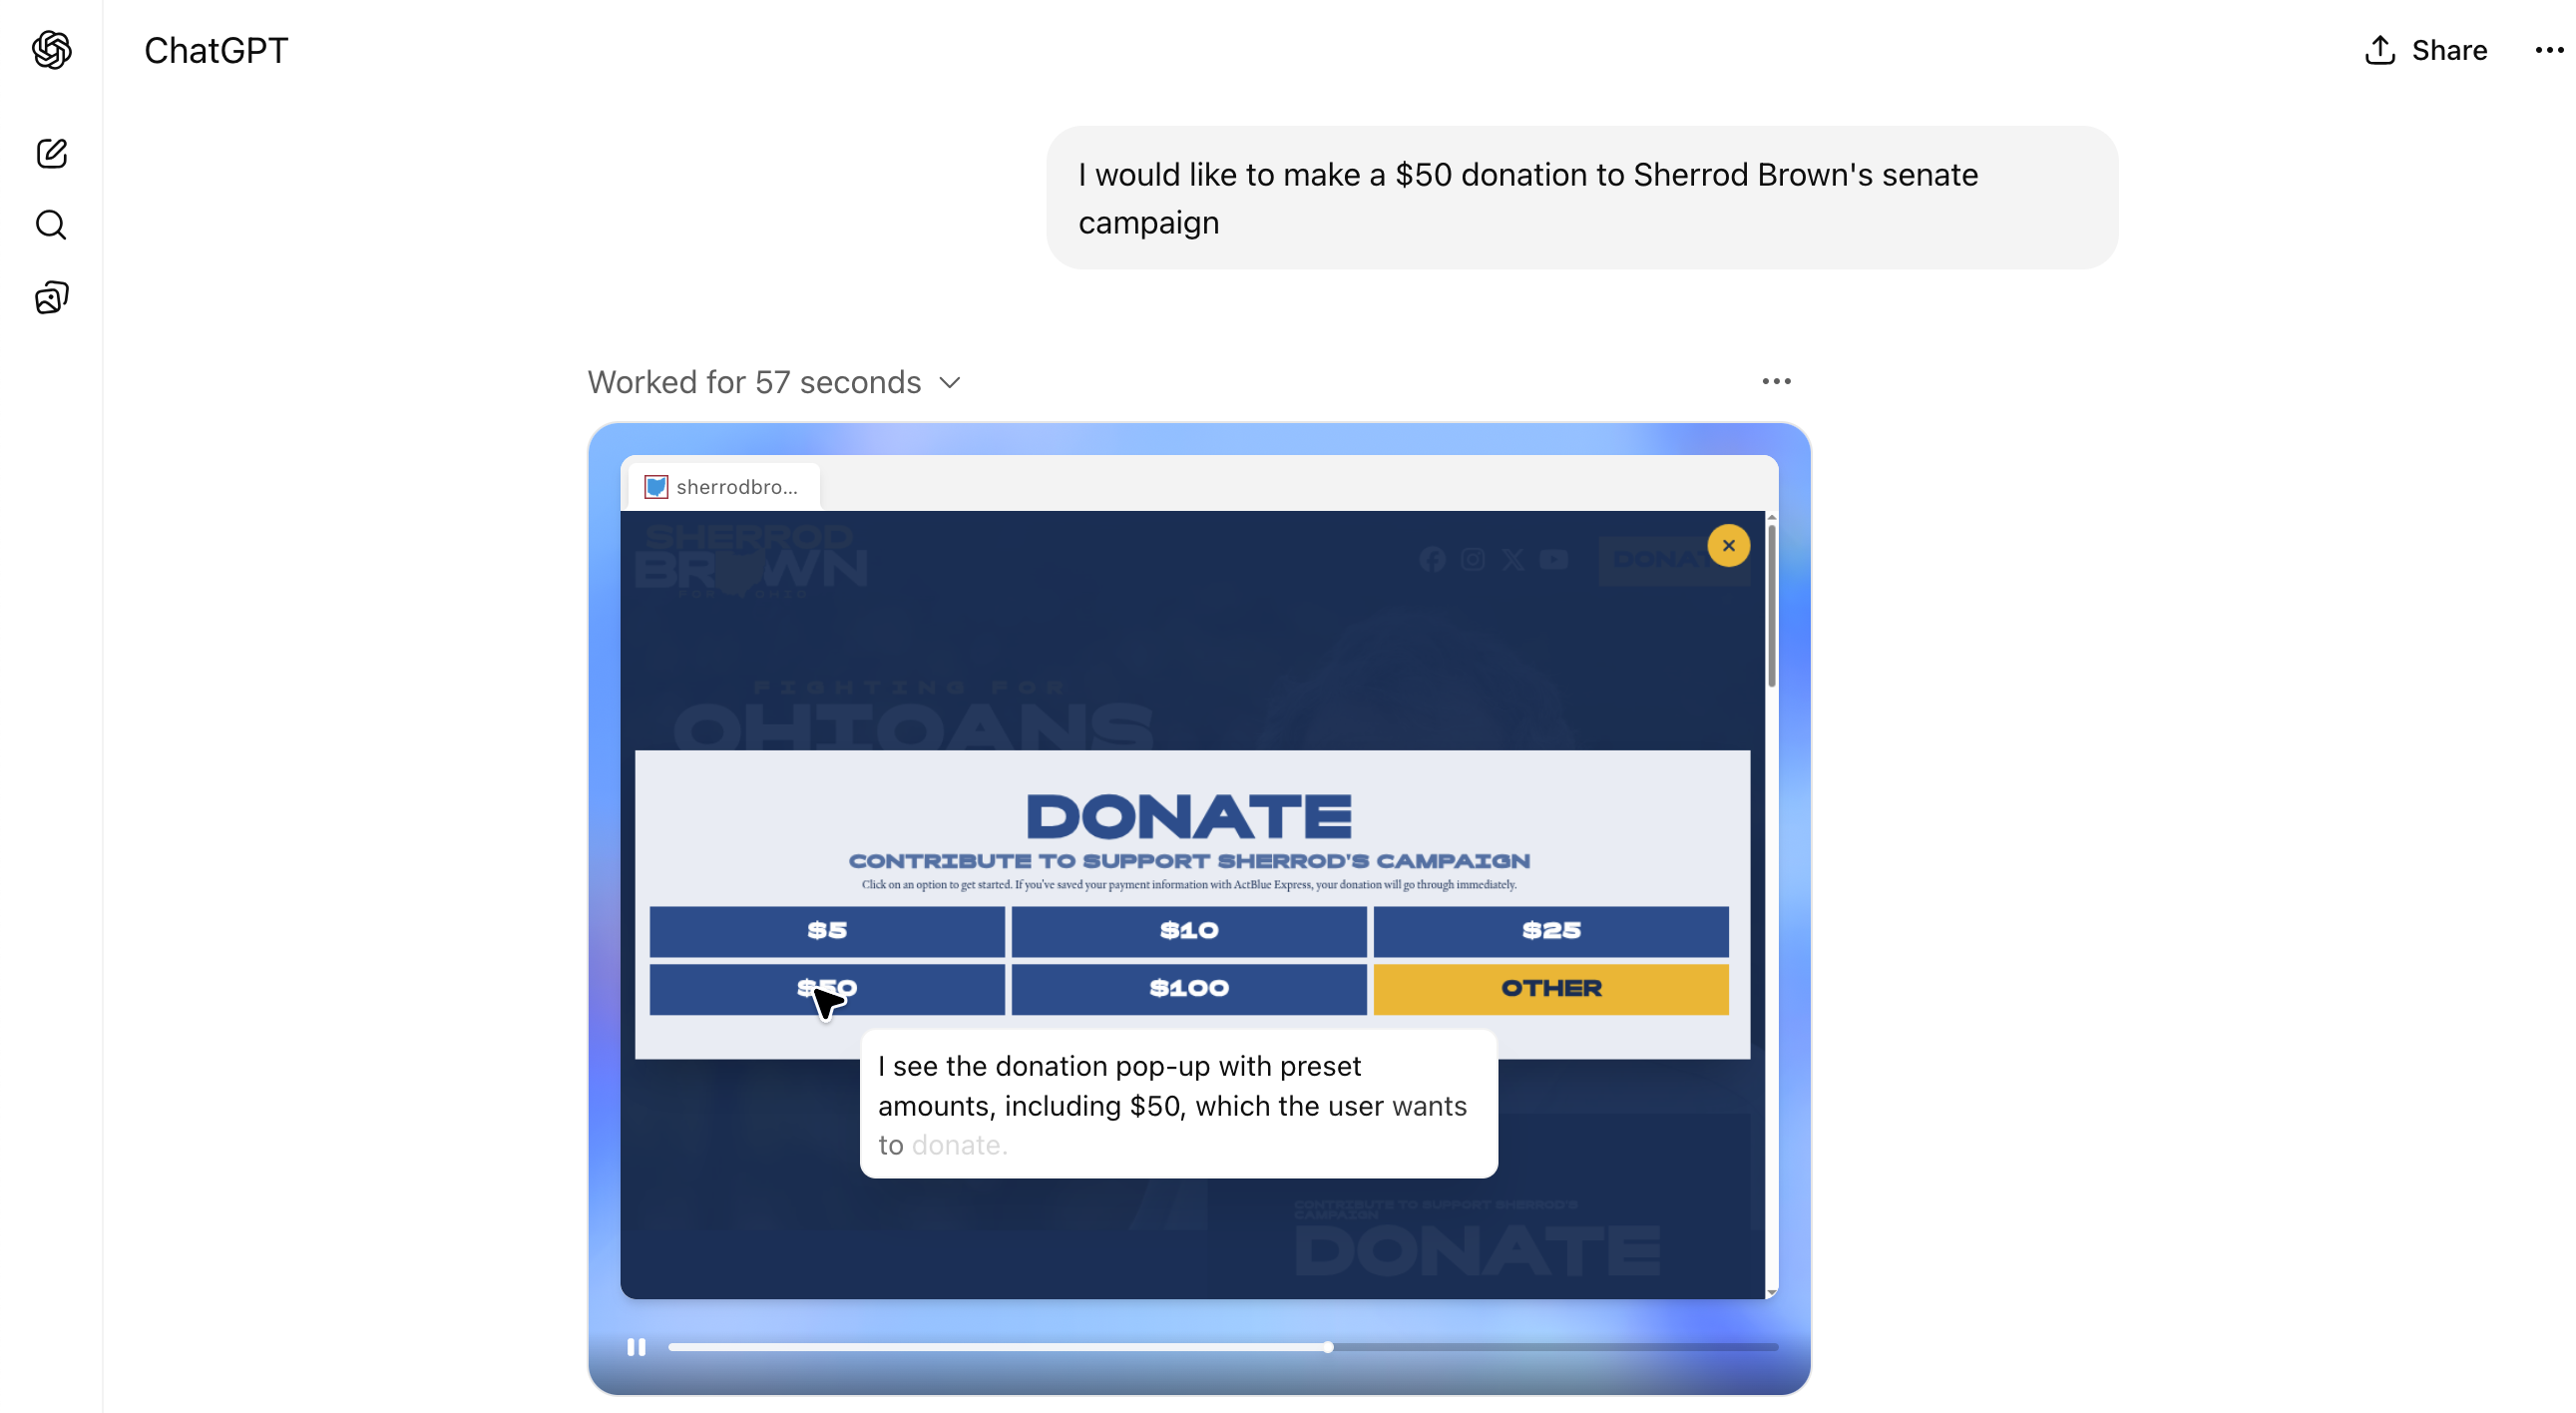 ChatGPT
Share
I would like to make a $50 donation to Sherrod Brown's senate
campaign
Worked for 57 seconds
sherrodbro...
SHERROD
BROWN
FOR OHIO
DONAT
FIGHTING FOR
OHIOANS
DONATE
CONTRIBUTE TO SUPPORT SHERROD'S CAMPAIGN
Click on an option to get started. If you've saved your payment information with ActBlue Express, your donation will go through immediately.
$5
$10
$25
$50
$100
OTHER
I see the donation pop-up with preset
amounts, including $50, which the user wants
to donate.
CONTRIBUTE TO SUPPORT SHERROD'S
CAMPAIGN
DONATE